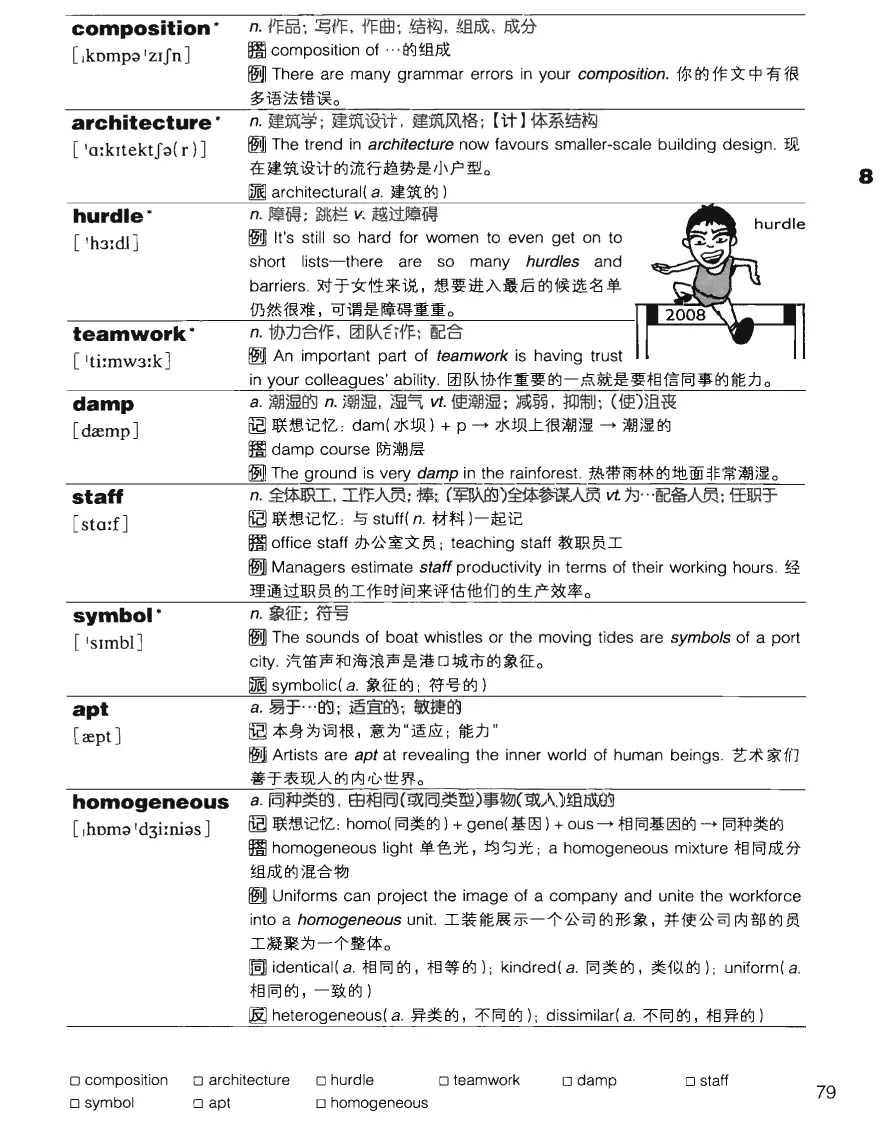 composition* n. 作品; 写作, 作曲; 结构, 组成, 成分
[ˌkɒmpəˈzɪʃn] 搭 composition of …的组成
例 There are many grammar errors in your composition. 你的作文中有很
多语法错误。
architecture* n. 建筑学; 建筑设计, 建筑风格;【计】体系结构
[ˈɑːkɪtektʃə(r)] 例 The trend in architecture now favours smaller-scale building design. 现
在建筑设计的流行趋势是小户型。
派 architectural(a. 建筑的)
8
hurdle* n. 障碍; 跳栏 v. 越过障碍
[ˈhɜːdl] 例 It's still so hard for women to even get on to
short lists—there are so many hurdles and
barriers. 对于女性来说，想要进入最后的候选名单
仍然很难，可谓是障碍重重。
hurdle
2008
teamwork* n. 协力合作, 团队合作; 配合
[ˈtiːmwɜːk] 例 An important part of teamwork is having trust
in your colleagues' ability. 团队协作重要的一点就是要相信同事的能力。
damp a. 潮湿的 n. 潮湿, 湿气 vt. 使潮湿; 减弱, 抑制; (使)沮丧
[dæmp] 记 联想记忆: dam(水坝) + p → 水坝上很潮湿 → 潮湿的
搭 damp course 防潮层
例 The ground is very damp in the rainforest. 热带雨林的地面非常潮湿。
staff n. 全体职工, 工作人员; 棒; (军队的)全体参谋人员 vt. 为…配备人员; 任职于
[stɑːf] 记 联想记忆: 与 stuff(n. 材料)一起记
搭 office staff 办公室文员; teaching staff 教职员工
例 Managers estimate staff productivity in terms of their working hours. 经
理通过职员的工作时间来评估他们的生产效率。
symbol* n. 象征; 符号
[ˈsɪmbl] 例 The sounds of boat whistles or the moving tides are symbols of a port
city. 汽笛声和海浪声是港口城市的象征。
派 symbolic(a. 象征的; 符号的)
apt a. 易于…的; 适宜的; 敏捷的
[æpt] 记 本身为词根，意为“适应; 能力”
例 Artists are apt at revealing the inner world of human beings. 艺术家们
善于表现人的内心世界。
homogeneous a. 同种类的, 由相同(或同类型)事物(或人)组成的
[ˌhɒməˈdʒiːniəs] 记 联想记忆: homo(同类的) + gene(基因) + ous → 相同基因的 → 同种类的
搭 homogeneous light 单色光，均匀光; a homogeneous mixture 相同成分
组成的混合物
例 Uniforms can project the image of a company and unite the workforce
into a homogeneous unit. 工装能展示一个公司的形象，并使公司内部的员
工凝聚为一个整体。
同 identical(a. 相同的，相等的); kindred(a. 同类的，类似的); uniform(a.
相同的，一致的)
反 heterogeneous(a. 异类的，不同的); dissimilar(a. 不同的，相异的)
□ composition □ architecture □ hurdle □ teamwork □ damp □ staff
□ symbol □ apt □ homogeneous
79